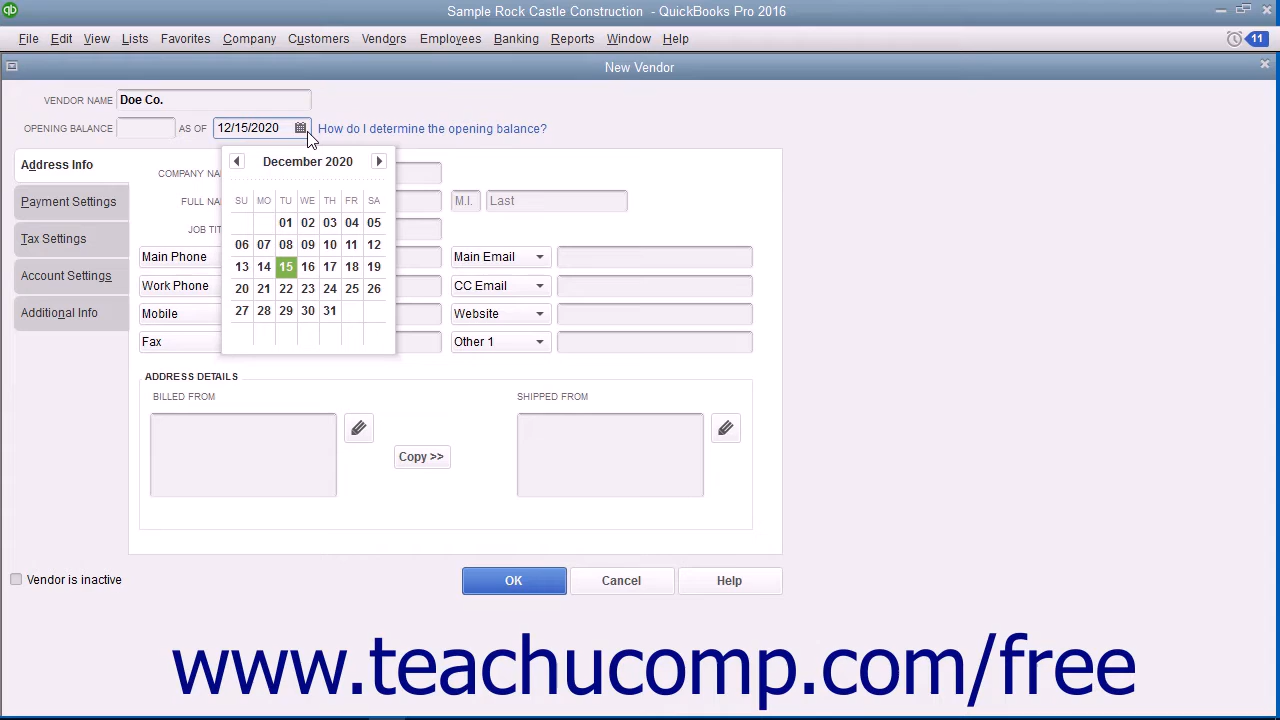 Sample Rock Castle Construction - QuickBooks Pro 2016
File Edit View Lists Favorites Company Customers Vendors Employees Banking Reports Window Help 11
New Vendor
VENDOR NAME Doe Co.
OPENING BALANCE AS OF 12/15/2020 How do I determine the opening balance?
Address Info
Payment Settings
Tax Settings
Account Settings
Additional Info
December 2020
SU MO TU WE TH FR SA
01 02 03 04 05
06 07 08 09 10 11 12
13 14 15 16 17 18 19
20 21 22 23 24 25 26
27 28 29 30 31
COMPANY NA
FULL NA M.I. Last
JOB TIT
Main Phone Main Email
Work Phone CC Email
Mobile Website
Fax Other 1
ADDRESS DETAILS
BILLED FROM SHIPPED FROM
Copy >>
Vendor is inactive
OK Cancel Help
www.teachucomp.com/free